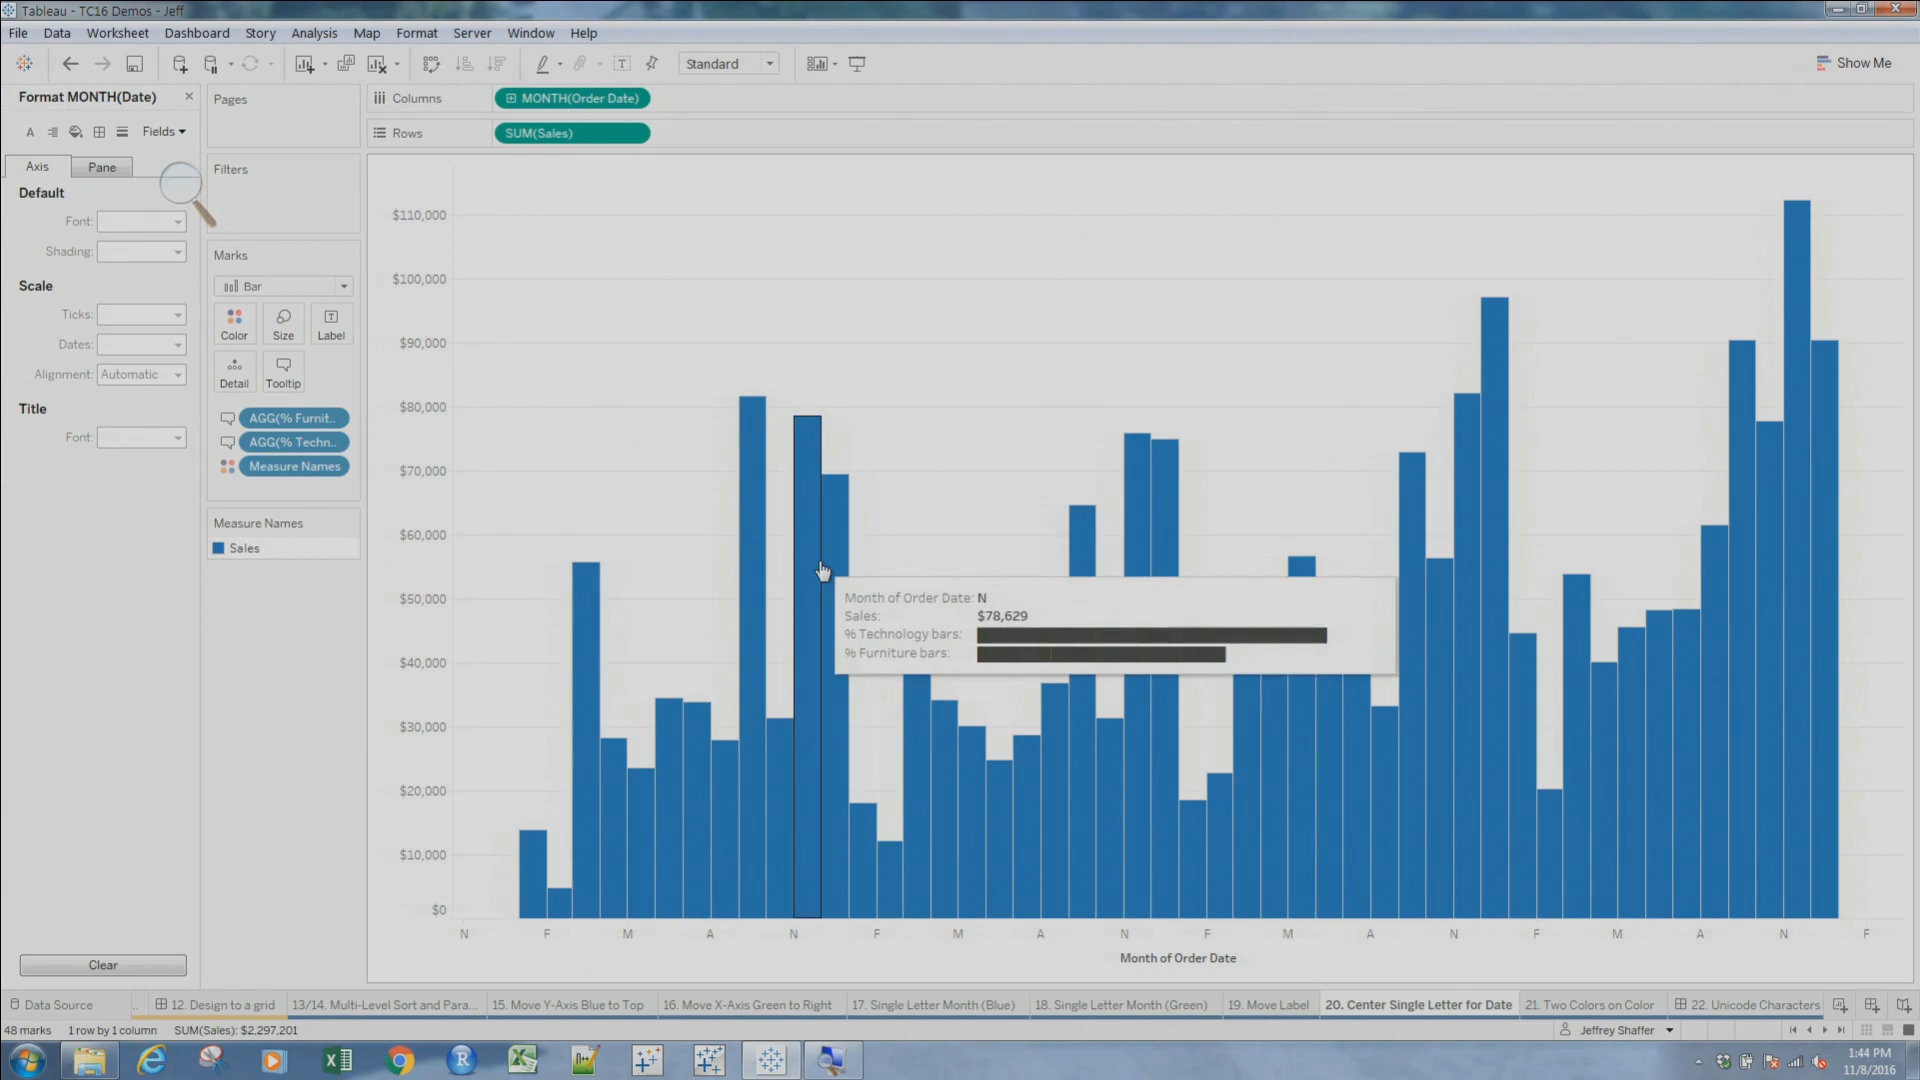 Tableau - TC16 Demos - Jeff
File Data Worksheet Dashboard Story Analysis Map Format Server Window Help
Standard
Show Me
Format MONTH(Date)
Fields
Axis
Pane
Default
Font:
Shading:
Scale
Ticks:
Dates:
Alignment: Automatic
Title
Font:
Clear
Pages
Filters
Marks
Bar
Color
Size
Label
Detail
Tooltip
AGG(% Furnit..
AGG(% Techn..
Measure Names
Measure Names
Sales
Columns
MONTH(Order Date)
Rows
SUM(Sales)
$110,000
$100,000
$90,000
$80,000
$70,000
$60,000
$50,000
$40,000
$30,000
$20,000
$10,000
$0
Month of Order Date: N
Sales: $78,629
% Technology bars:
% Furniture bars:
N F M A N F M A N F M A N F M A N F
Month of Order Date
Data Source
12. Design to a grid
13/14. Multi-Level Sort and Para...
15. Move Y-Axis Blue to Top
16. Move X-Axis Green to Right
17. Single Letter Month (Blue)
18. Single Letter Month (Green)
19. Move Label
20. Center Single Letter for Date
21. Two Colors on Color
22. Unicode Characters
48 marks 1 row by 1 column SUM(Sales): $2,297,201
Jeffrey Shaffer
1:44 PM
11/8/2016